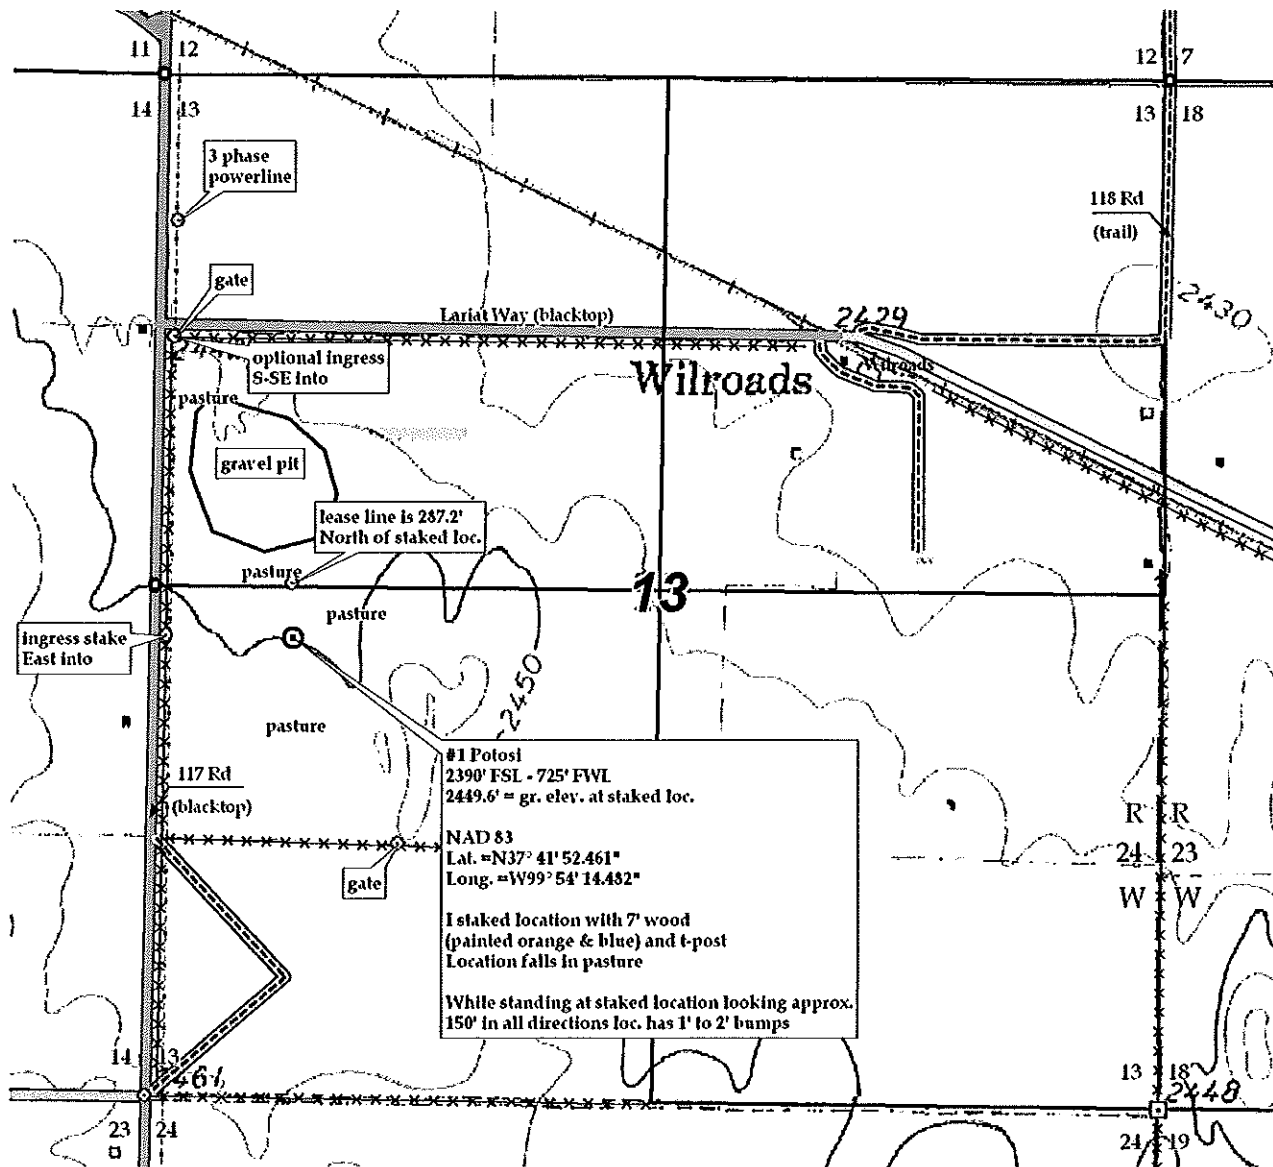 11 12
12 7
14 13
13 18
3 phase
powerline
118 Rd
(trail)
gate
2430
Lariat Way (blacktop)
2429
optional ingress
S-SE into
Wilroads
Wilroads
pasture
gravel pit
lease line is 287.2'
North of staked loc.
pasture
13
pasture
ingress stake
East into
2450
pasture
#1 Potosi
2390' FSL - 725' FWL
2449.6' = gr. elev. at staked loc.
117 Rd
(blacktop)
NAD 83
Lat. =N37° 41' 52.461"
Long. =W99° 54' 14.482"
R R
24 23
W W
gate
I staked location with 7' wood
(painted orange & blue) and t-post
Location falls in pasture
While standing at staked location looking approx.
150' in all directions loc. has 1' to 2' bumps
14 13
13 18
2448
23 24
24 19